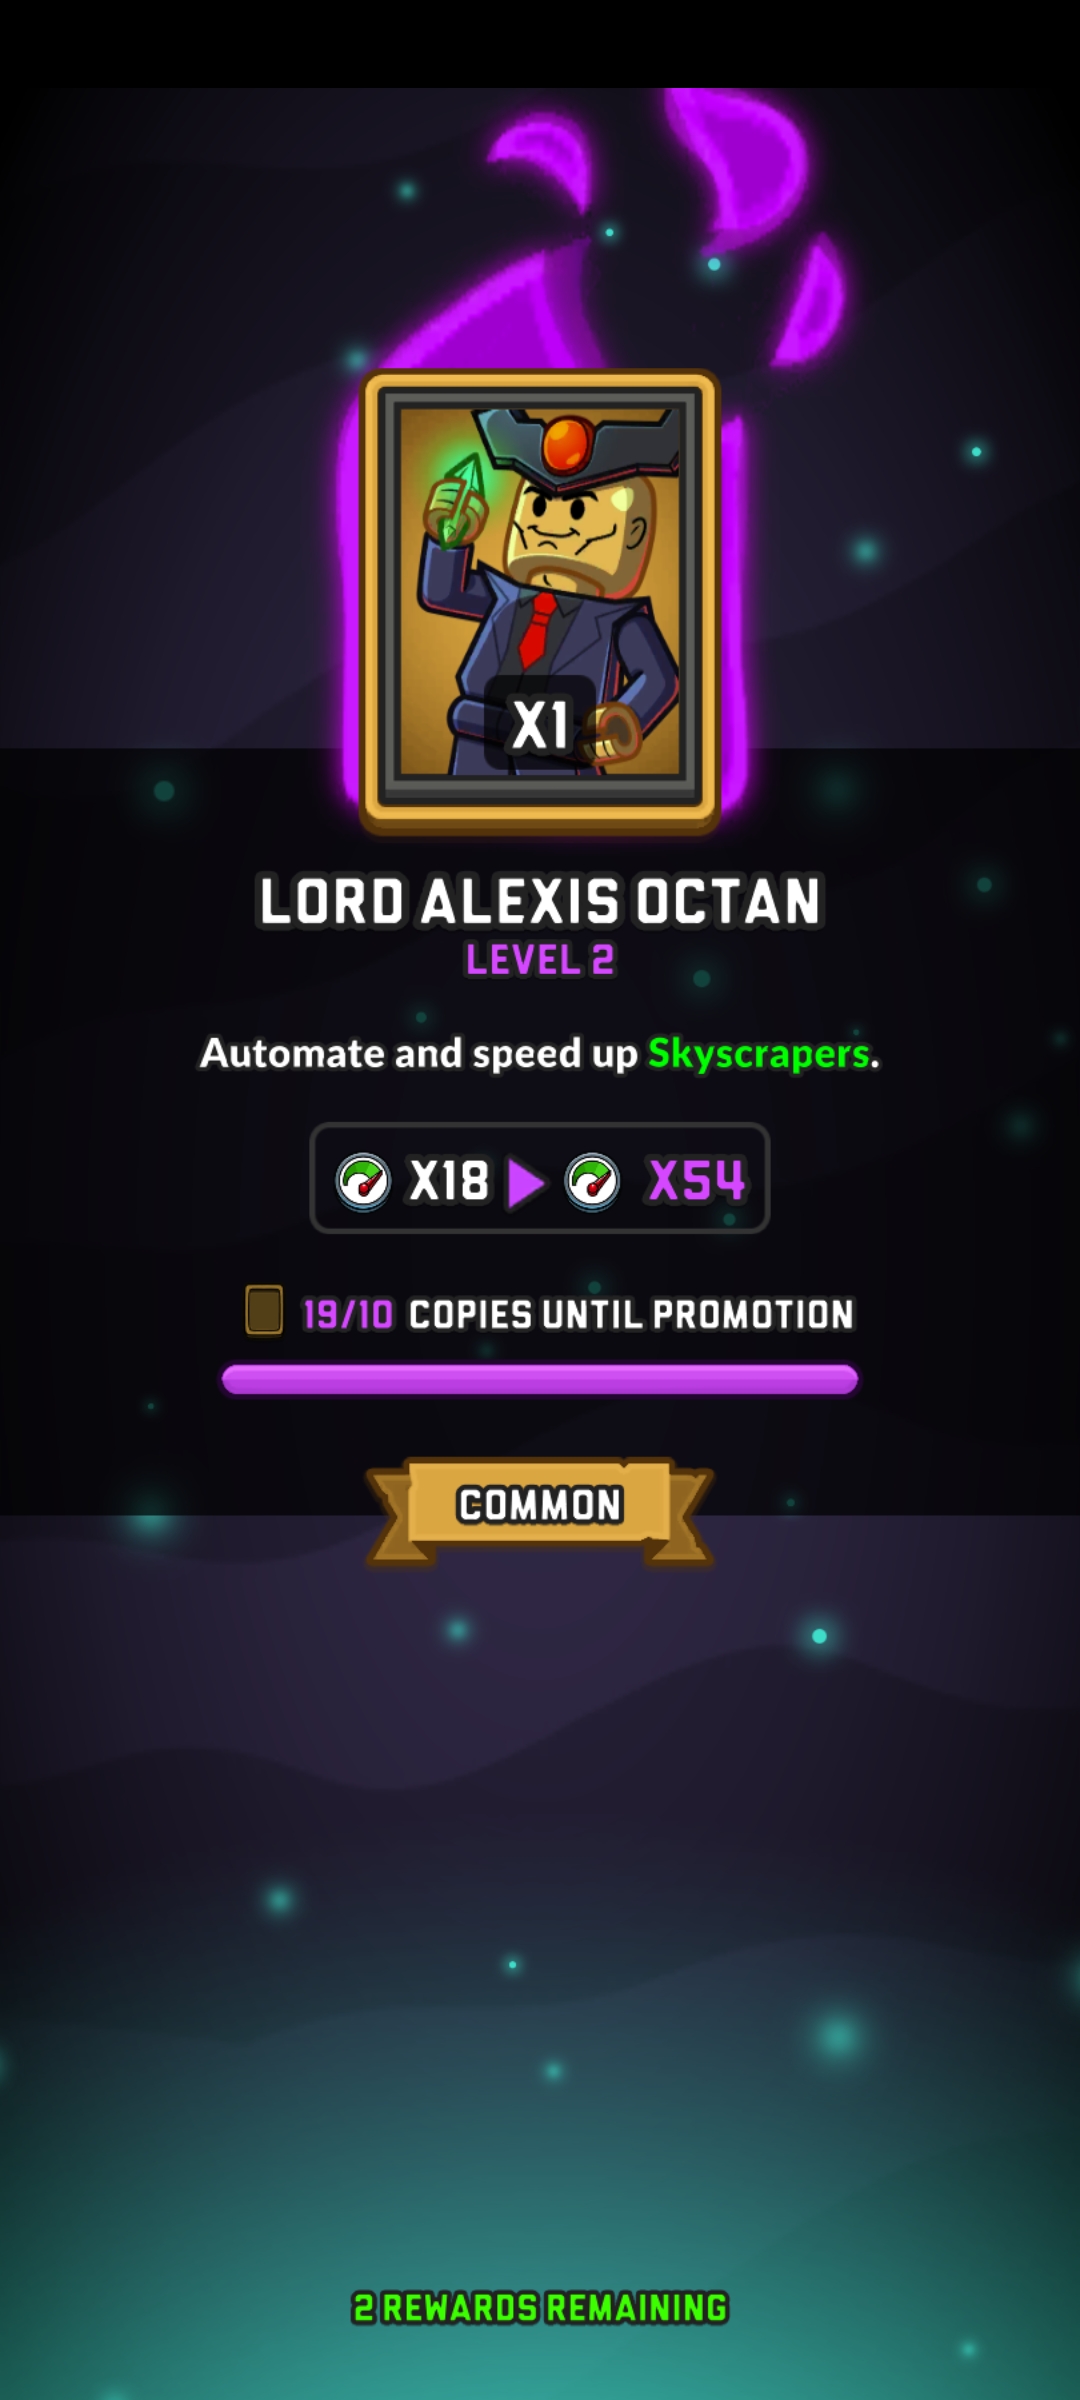 X1
LORD ALEXIS OCTAN
LEVEL 2
Automate and speed up Skyscrapers.
X18 X54
19/10 COPIES UNTIL PROMOTION
COMMON
2 REWARDS REMAINING